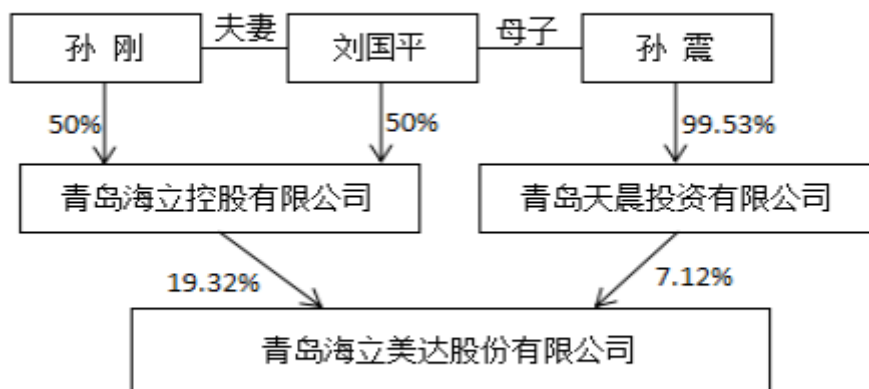 孙 刚
夫妻
刘国平
母子
孙 震
50%
50%
99.53%
青岛海立控股有限公司
青岛天晨投资有限公司
19.32%
7.12%
青岛海立美达股份有限公司